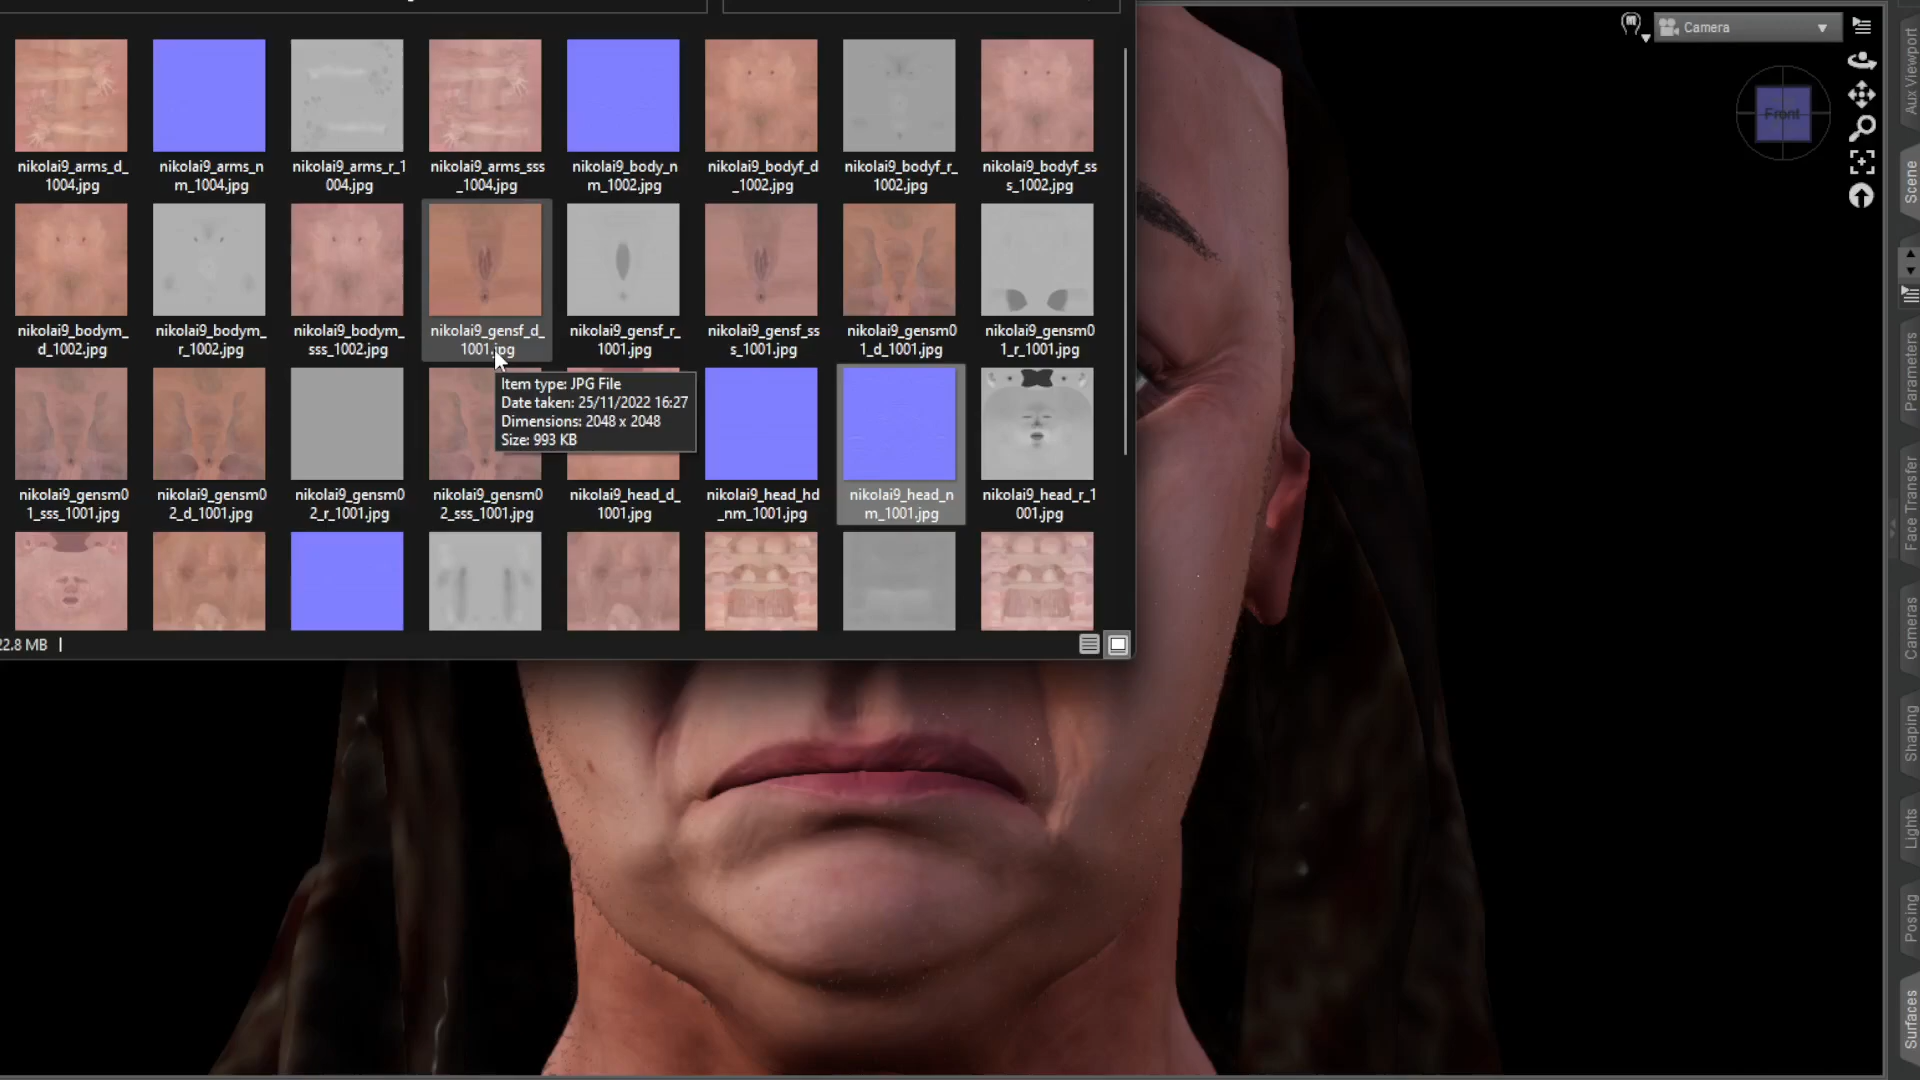 Camera
Front
nikolai9_arms_d_
1004.jpg
nikolai9_arms_n
m_1004.jpg
nikolai9_arms_r_1
004.jpg
nikolai9_arms_sss
_1004.jpg
nikolai9_body_n
m_1002.jpg
nikolai9_bodyf_d
_1002.jpg
nikolai9_bodyf_r_
1002.jpg
nikolai9_bodyf_ss
s_1002.jpg
nikolai9_bodym_
d_1002.jpg
nikolai9_bodym_
r_1002.jpg
nikolai9_bodym_
sss_1002.jpg
nikolai9_gensf_d_
1001.jpg
nikolai9_gensf_r_
1001.jpg
nikolai9_gensf_ss
s_1001.jpg
nikolai9_gensm0
1_d_1001.jpg
nikolai9_gensm0
1_r_1001.jpg
Item type: JPG File
Date taken: 25/11/2022 16:27
Dimensions: 2048 x 2048
Size: 993 KB
nikolai9_gensm0
1_sss_1001.jpg
nikolai9_gensm0
2_d_1001.jpg
nikolai9_gensm0
2_r_1001.jpg
nikolai9_gensm0
2_sss_1001.jpg
nikolai9_head_d_
1001.jpg
nikolai9_head_hd
_nm_1001.jpg
nikolai9_head_n
m_1001.jpg
nikolai9_head_r_1
001.jpg
22.8 MB
Aux Viewport
Scene
Parameters
Face Transfer
Cameras
Shaping
Lights
Posing
Surfaces